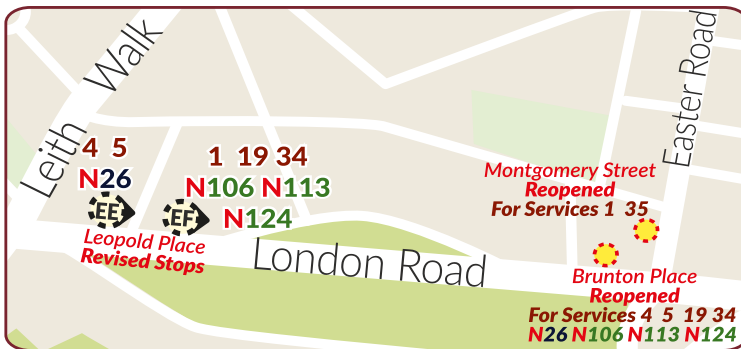 Leith Walk
4 5
N26
EE
1 19 34
N106 N113
N124
EF
Leopold Place
Revised Stops
London Road
Easter Road
Montgomery Street
Reopened
For Services 1 35
Brunton Place
Reopened
For Services 4 5 19 34
N26 N106 N113 N124